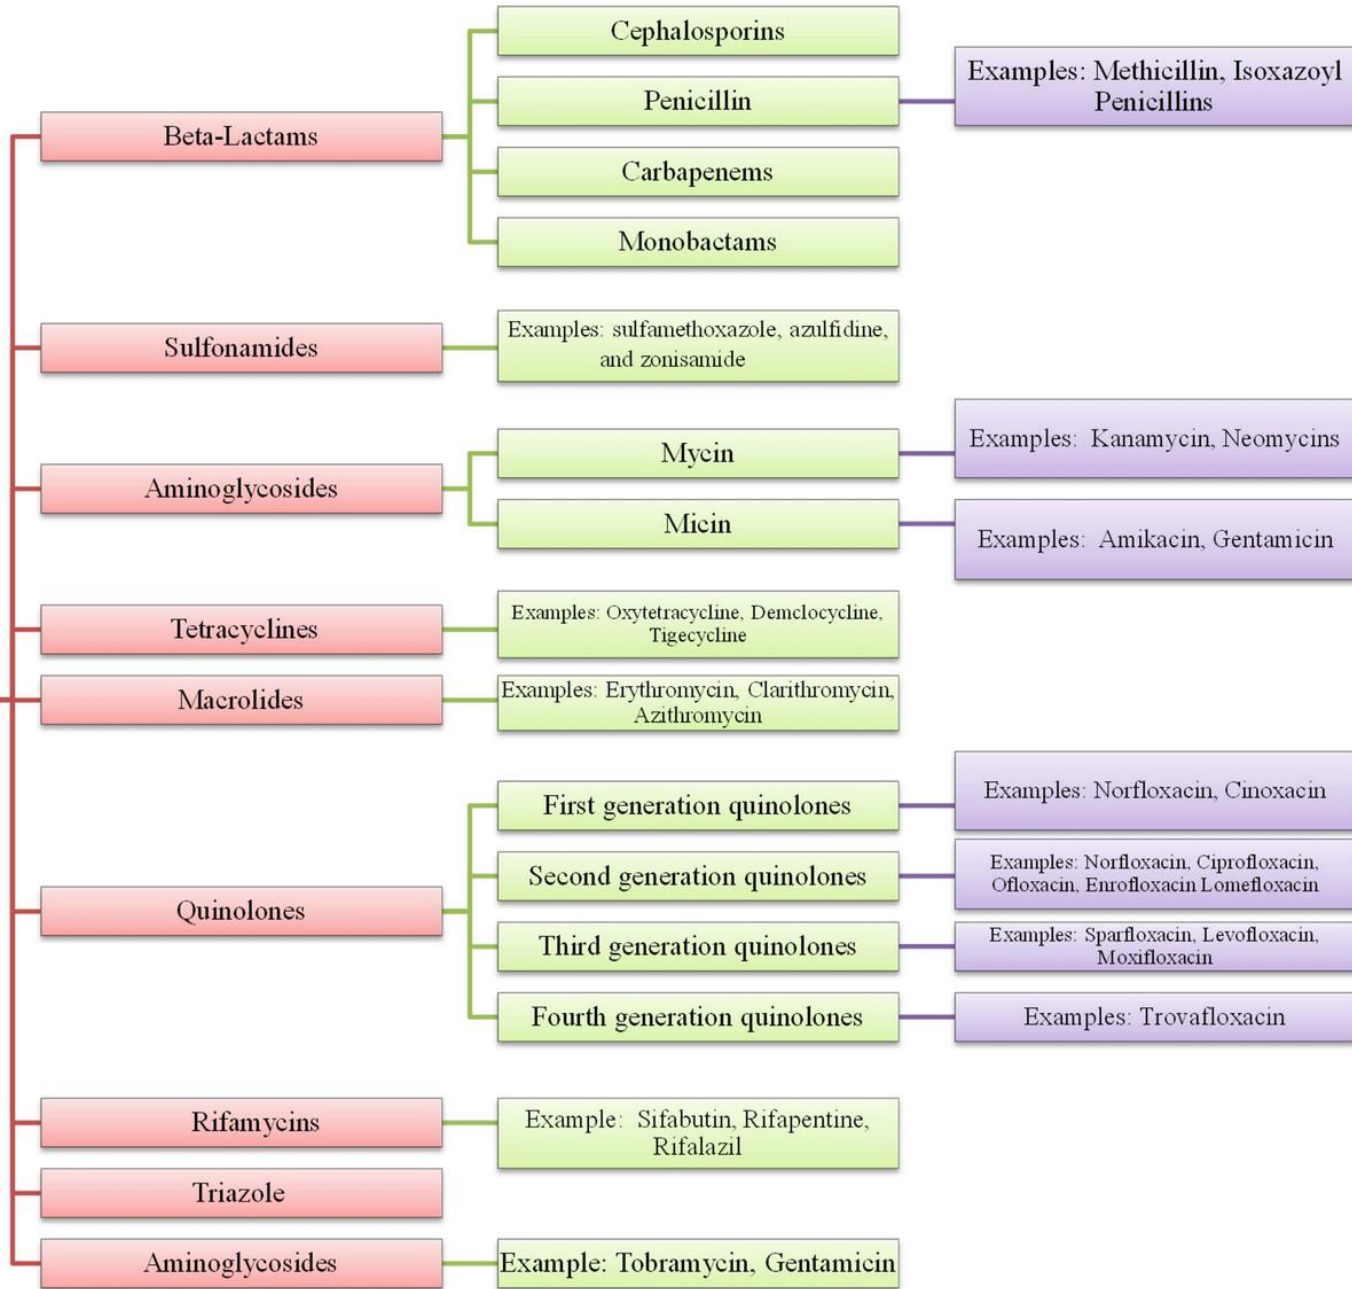 Cephalosporins
Examples: Methicillin, Isoxazoyl
Penicillins
Penicillin
Beta-Lactams
Carbapenems
Monobactams
Sulfonamides
Examples: sulfamethoxazole, azulfidine,
and zonisamide
Aminoglycosides
Mycin
Examples: Kanamycin, Neomycins
Micin
Examples: Amikacin, Gentamicin
Tetracyclines
Examples: Oxytetracycline, Demclocycline,
Tigecycline
Macrolides
Examples: Erythromycin, Clarithromycin,
Azithromycin
Quinolones
First generation quinolones
Examples: Norfloxacin, Cinoxacin
Second generation quinolones
Examples: Norfloxacin, Ciprofloxacin,
Ofloxacin, Enrofloxacin Lomefloxacin
Third generation quinolones
Examples: Sparfloxacin, Levofloxacin,
Moxifloxacin
Fourth generation quinolones
Examples: Trovafloxacin
Rifamycins
Example: Sifabutin, Rifapentine,
Rifalazil
Triazole
Aminoglycosides
Example: Tobramycin, Gentamicin